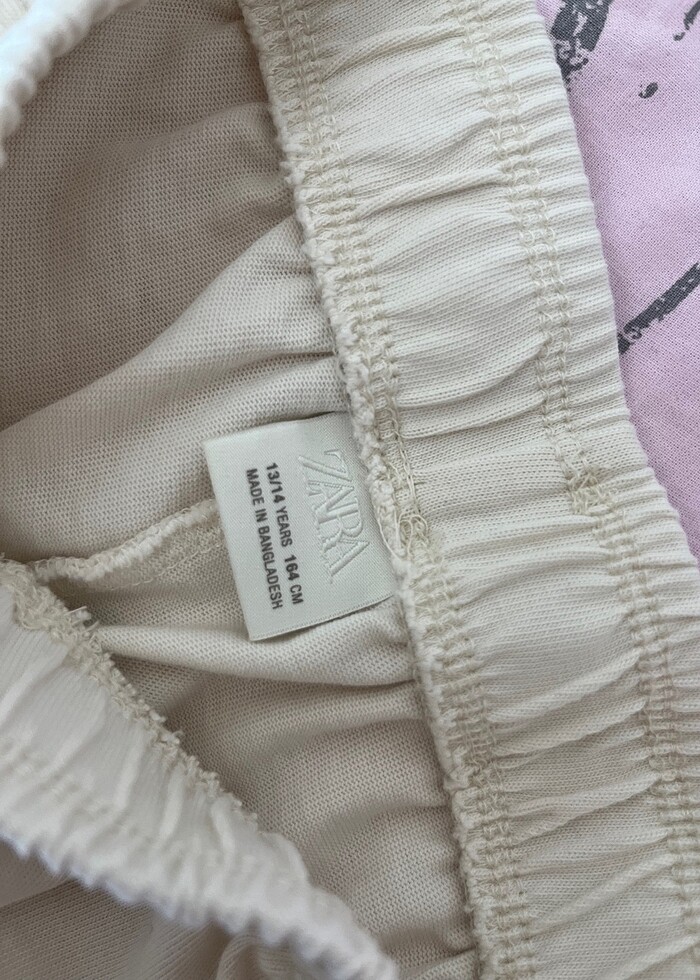 ZARA
13/14 YEARS 164 CM
MADE IN BANGLADESH